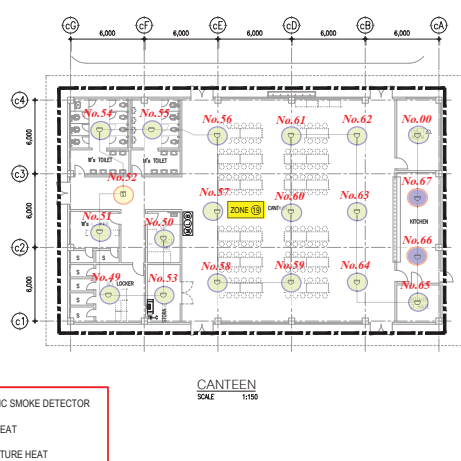 cG cF cE cD cB cA
6,000 6,000 6,000 6,000 6,000
c4
No.54 No.55 No.56 No.61 No.62 No.00
6,000
W's TOILET M's TOILET
c3
No.52 No.67
No.57 ZONE 19 No.60 CANT No.63
6,000
No.51 No.50 KITCHEN
c2
S S No.66
No.49 No.53 No.58 No.59 No.64 No.65
LOCKER
6,000
S
S
S
c1
CANTEEN
SCALE 1:150
IC SMOKE DETECTOR
EAT
TURE HEAT